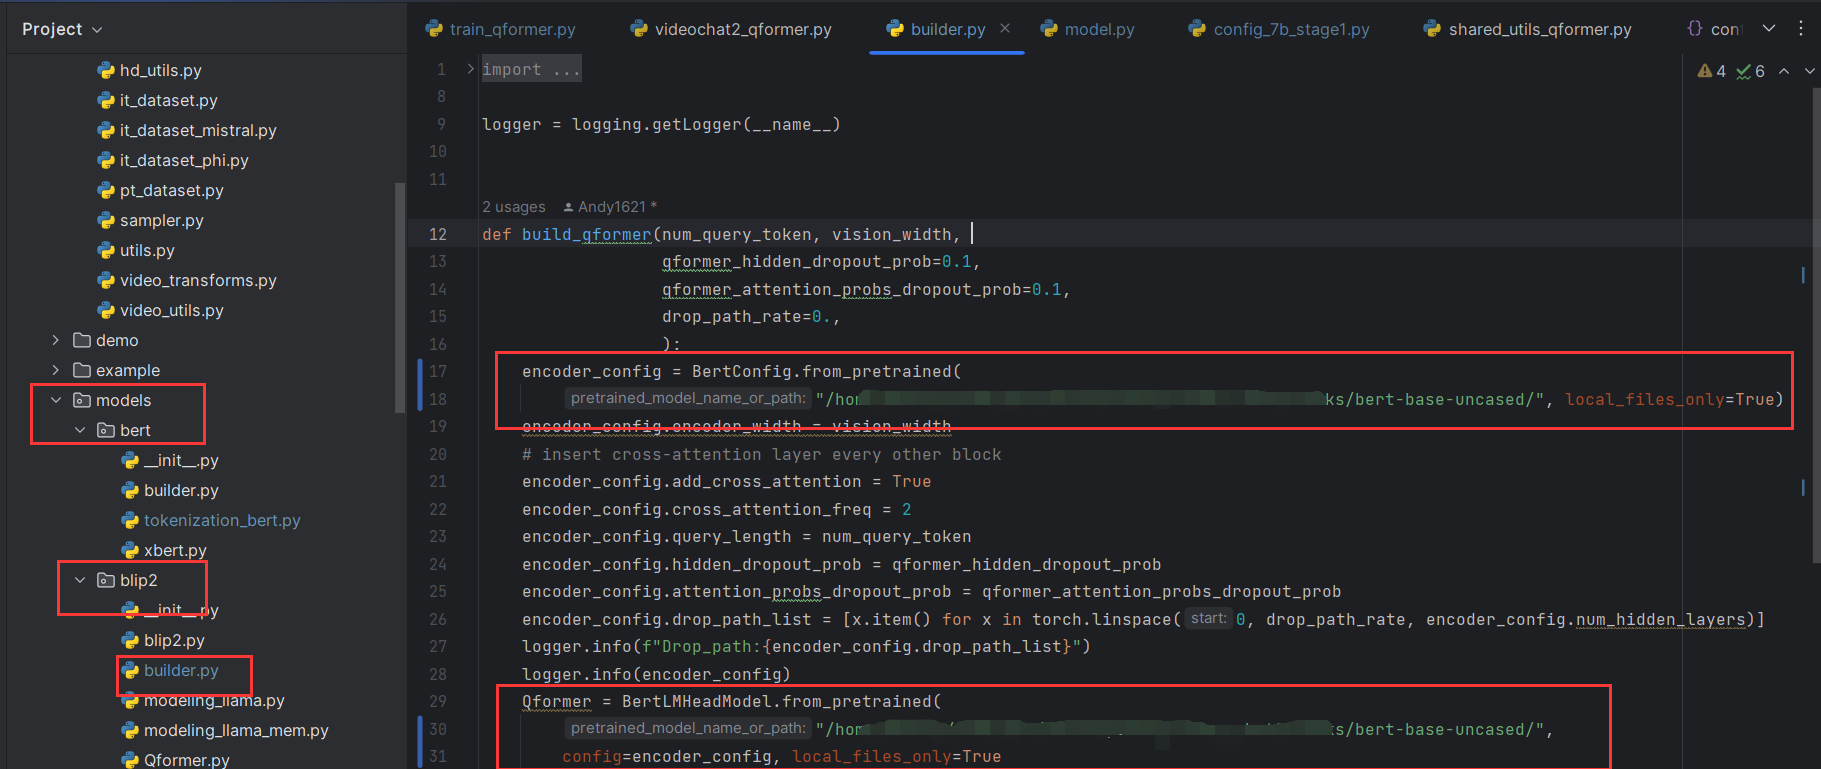 Project
train_qformer.py
videochat2_qformer.py
builder.py
model.py
config_7b_stage1.py
shared_utils_qformer.py
con
hd_utils.py
it_dataset.py
it_dataset_mistral.py
it_dataset_phi.py
pt_dataset.py
sampler.py
utils.py
video_transforms.py
video_utils.py
demo
example
models
bert
__init__.py
builder.py
tokenization_bert.py
xbert.py
blip2
__init__.py
blip2.py
builder.py
modeling_llama.py
modeling_llama_mem.py
Qformer.py
4 6
1 import ...
8
9 logger = logging.getLogger(__name__)
10
11
2 usages Andy1621 *
12 def build_qformer(num_query_token, vision_width,
13 qformer_hidden_dropout_prob=0.1,
14 qformer_attention_probs_dropout_prob=0.1,
15 drop_path_rate=0.,
16 ):
17 encoder_config = BertConfig.from_pretrained(
18 pretrained_model_name_or_path: "/hom ks/bert-base-uncased/", local_files_only=True)
19 encoder_config.encoder_width = vision_width
20 # insert cross-attention layer every other block
21 encoder_config.add_cross_attention = True
22 encoder_config.cross_attention_freq = 2
23 encoder_config.query_length = num_query_token
24 encoder_config.hidden_dropout_prob = qformer_hidden_dropout_prob
25 encoder_config.attention_probs_dropout_prob = qformer_attention_probs_dropout_prob
26 encoder_config.drop_path_list = [x.item() for x in torch.linspace( start: 0, drop_path_rate, encoder_config.num_hidden_layers)]
27 logger.info(f"Drop_path:{encoder_config.drop_path_list}")
28 logger.info(encoder_config)
29 Qformer = BertLMHeadModel.from_pretrained(
30 pretrained_model_name_or_path: "/hom ks/bert-base-uncased/",
31 config=encoder_config, local_files_only=True